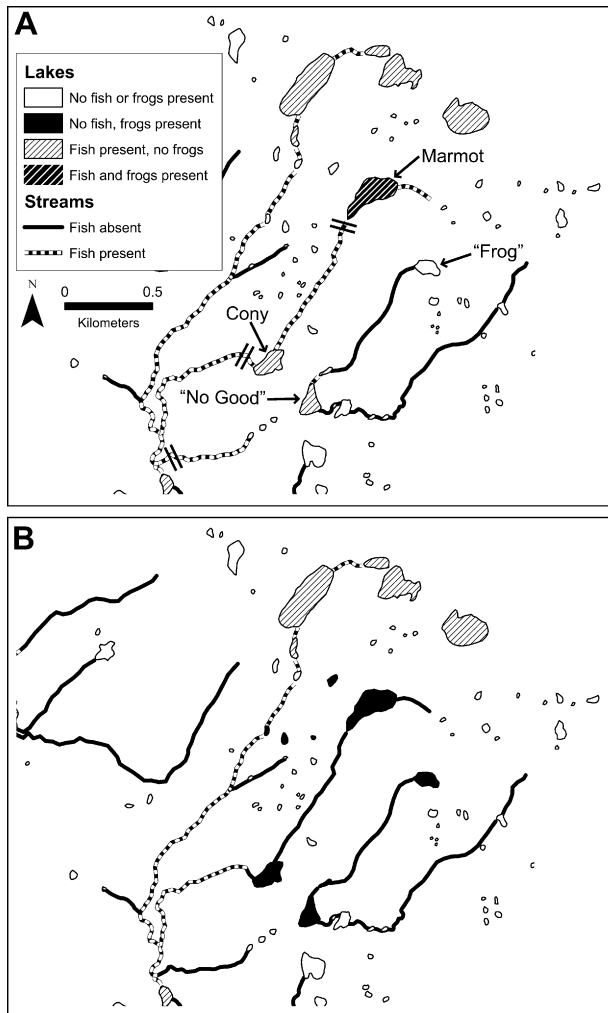 A
Lakes
No fish or frogs present
No fish, frogs present
Fish present, no frogs
Fish and frogs present
Streams
Fish absent
Fish present
N
0 0.5
Kilometers
Marmot
“Frog”
Cony
“No Good”
B